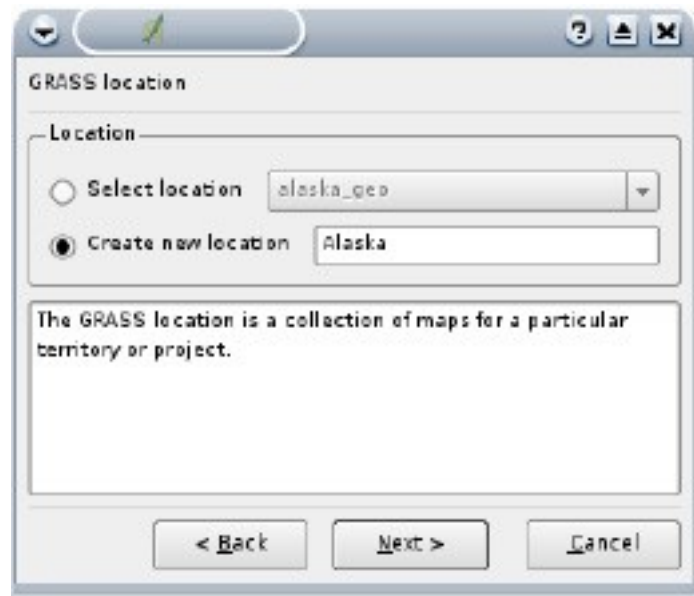 GRASS location
Location
Select location alaska_geo
Create new location Alaska
The GRASS location is a collection of maps for a particular
territory or project.
< Back Next > Cancel